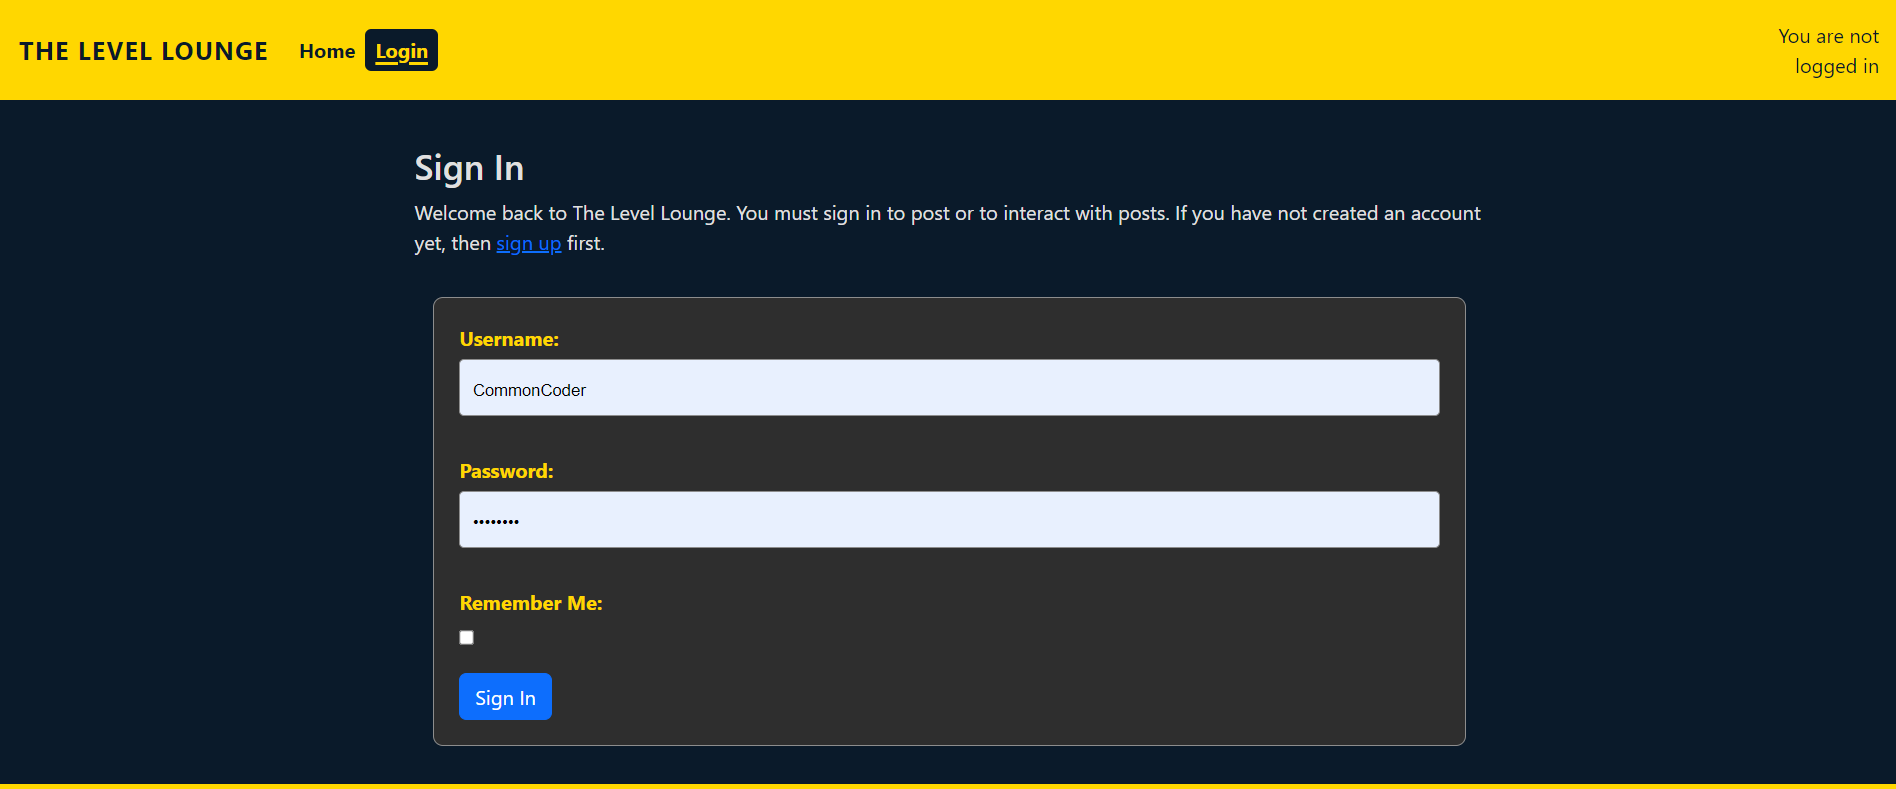 THE LEVEL LOUNGE Home Login
You are not
logged in
Sign In
Welcome back to The Level Lounge. You must sign in to post or to interact with posts. If you have not created an account
yet, then sign up first.
Username:
CommonCoder
Password:
••••••••
Remember Me:
Sign In